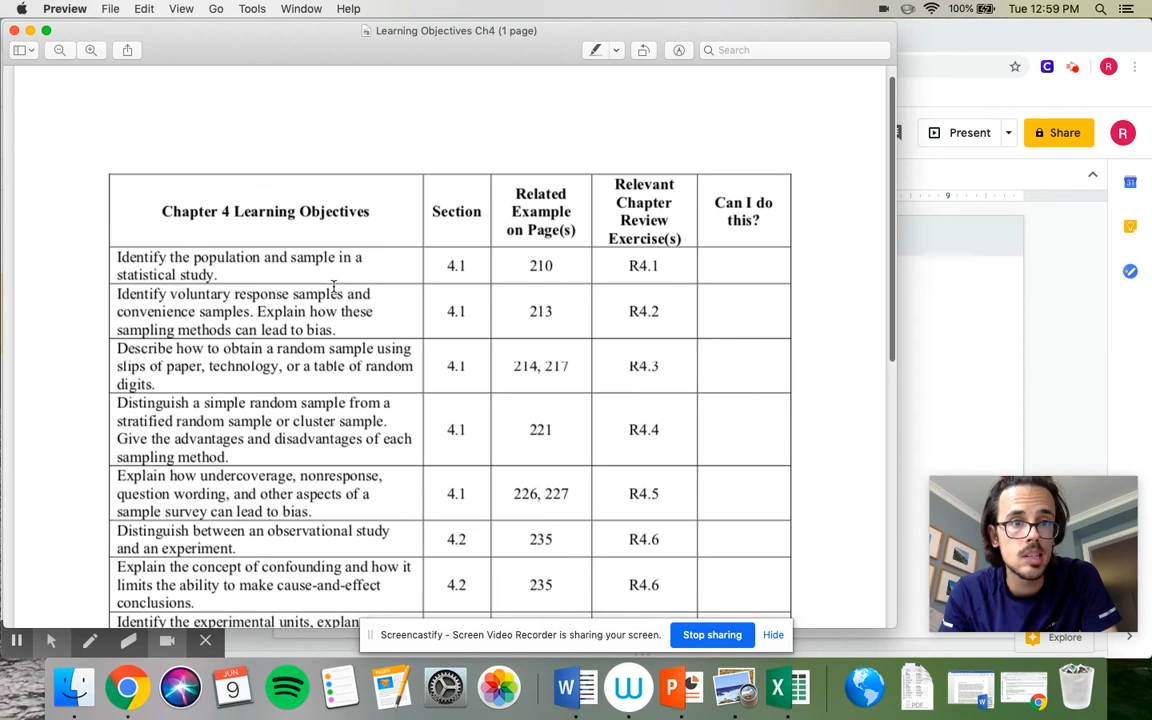 Preview File Edit View Go Tools Window Help 100% Tue 12:59 PM
Learning Objectives Ch4 (1 page)
Search
R
Present Share R
9
31
Chapter 4 Learning Objectives
Section
Related
Example
on Page(s)
Relevant
Chapter
Review
Exercise(s)
Can I do
this?
Identify the population and sample in a
statistical study.
4.1
210
R4.1
Identify voluntary response samples and
convenience samples. Explain how these
sampling methods can lead to bias.
4.1
213
R4.2
Describe how to obtain a random sample using
slips of paper, technology, or a table of random
digits.
4.1
214, 217
R4.3
Distinguish a simple random sample from a
stratified random sample or cluster sample.
Give the advantages and disadvantages of each
sampling method.
4.1
221
R4.4
Explain how undercoverage, nonresponse,
question wording, and other aspects of a
sample survey can lead to bias.
4.1
226, 227
R4.5
Distinguish between an observational study
and an experiment.
4.2
235
R4.6
Explain the concept of confounding and how it
limits the ability to make cause-and-effect
conclusions.
4.2
235
R4.6
Identify the experimental units, explan
Screencastify - Screen Video Recorder is sharing your screen. Stop sharing Hide
Explore
JUN
9
W
W
P
X
PDF